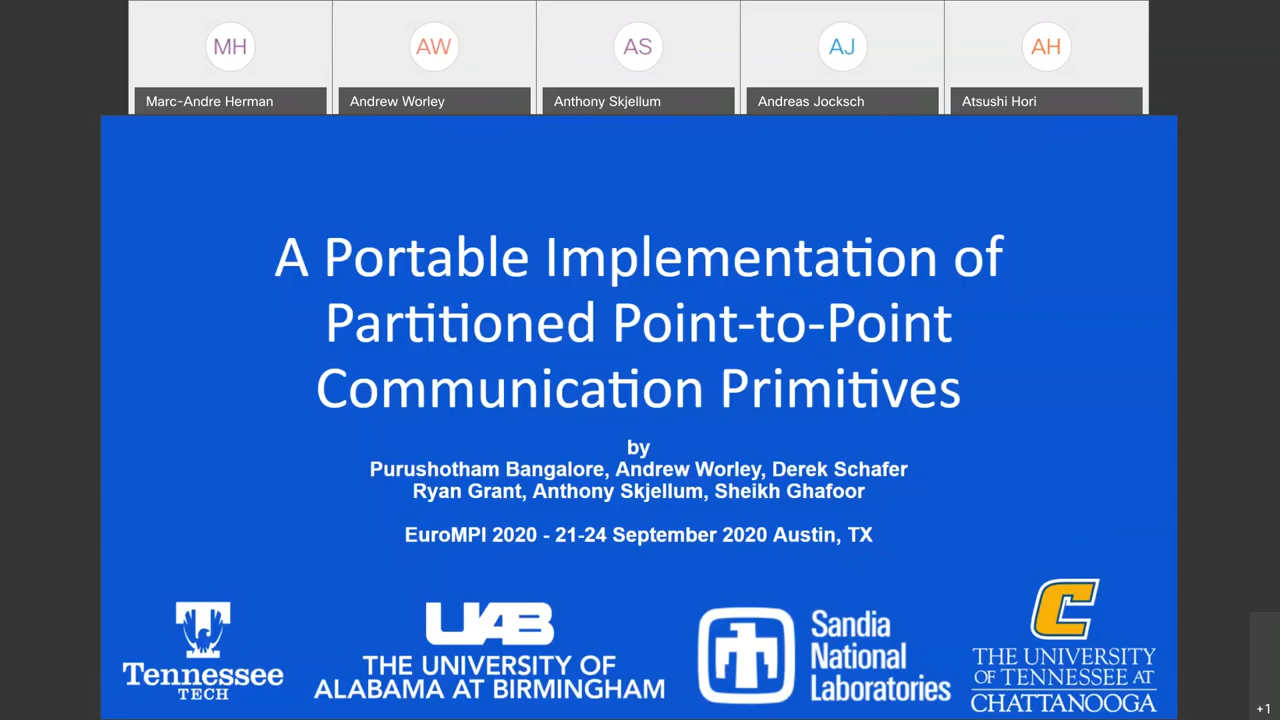 MH AW AS AJ AH
Marc-Andre Herman Andrew Worley Anthony Skjellum Andreas Jocksch Atsushi Hori
A Portable Implementation of
Partitioned Point-to-Point
Communication Primitives
by
Purushotham Bangalore, Andrew Worley, Derek Schafer
Ryan Grant, Anthony Skjellum, Sheikh Ghafoor
EuroMPI 2020 - 21-24 September 2020 Austin, TX
T
Tennessee
TECH
UAB
THE UNIVERSITY OF
ALABAMA AT BIRMINGHAM
Sandia
National
Laboratories
C
THE UNIVERSITY
OF TENNESSEE AT
CHATTANOOGA
+1